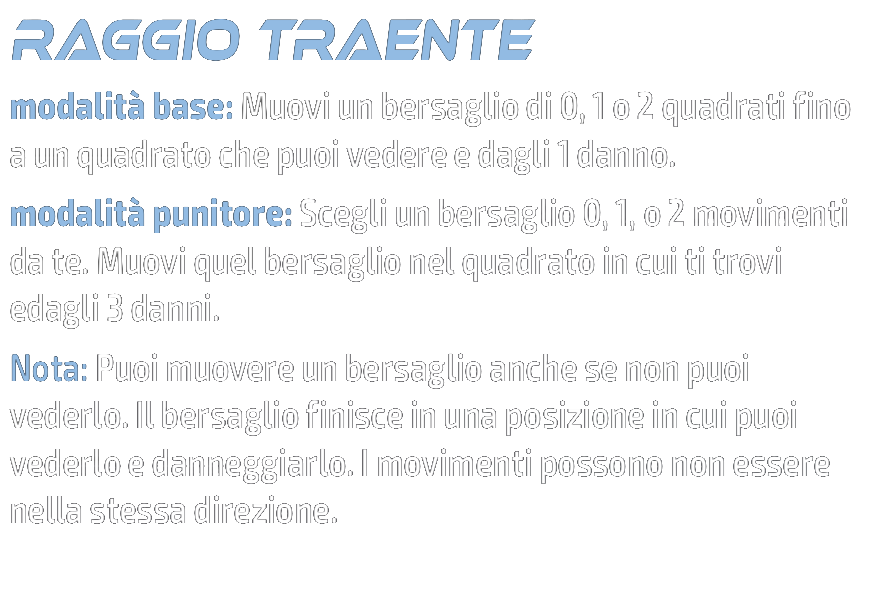 RAGGIO TRAENTE
modalità base: Muovi un bersaglio di 0, 1 o 2 quadrati fino
a un quadrato che puoi vedere e dagli 1 danno.
modalità punitore: Scegli un bersaglio 0, 1, o 2 movimenti
da te. Muovi quel bersaglio nel quadrato in cui ti trovi
edagli 3 danni.
Nota: Puoi muovere un bersaglio anche se non puoi
vederlo. Il bersaglio finisce in una posizione in cui puoi
vederlo e danneggiarlo. I movimenti possono non essere
nella stessa direzione.